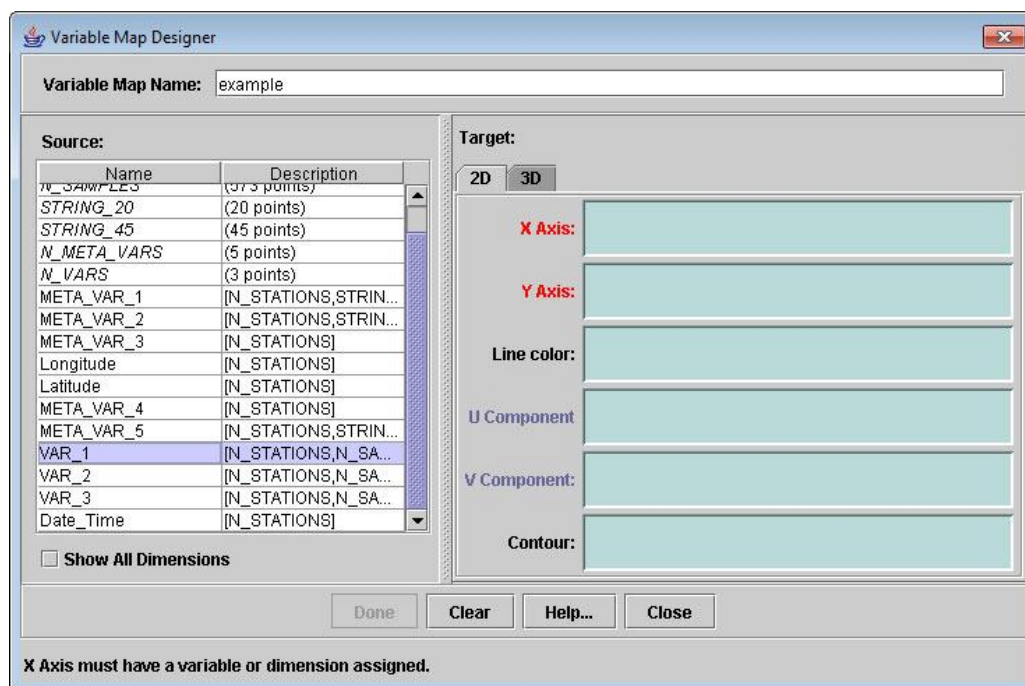 Variable Map Designer
Variable Map Name: example
Source:
Name Description
N_SAMPLES (573 points)
STRING_20 (20 points)
STRING_45 (45 points)
N_META_VARS (5 points)
N_VARS (3 points)
META_VAR_1 [N_STATIONS,STRIN...
META_VAR_2 [N_STATIONS,STRIN...
META_VAR_3 [N_STATIONS]
Longitude [N_STATIONS]
Latitude [N_STATIONS]
META_VAR_4 [N_STATIONS]
META_VAR_5 [N_STATIONS,STRIN...
VAR_1 [N_STATIONS,N_SA...
VAR_2 [N_STATIONS,N_SA...
VAR_3 [N_STATIONS,N_SA...
Date_Time [N_STATIONS]
Show All Dimensions
Target:
2D 3D
X Axis:
Y Axis:
Line color:
U Component
V Component:
Contour:
Done Clear Help... Close
X Axis must have a variable or dimension assigned.